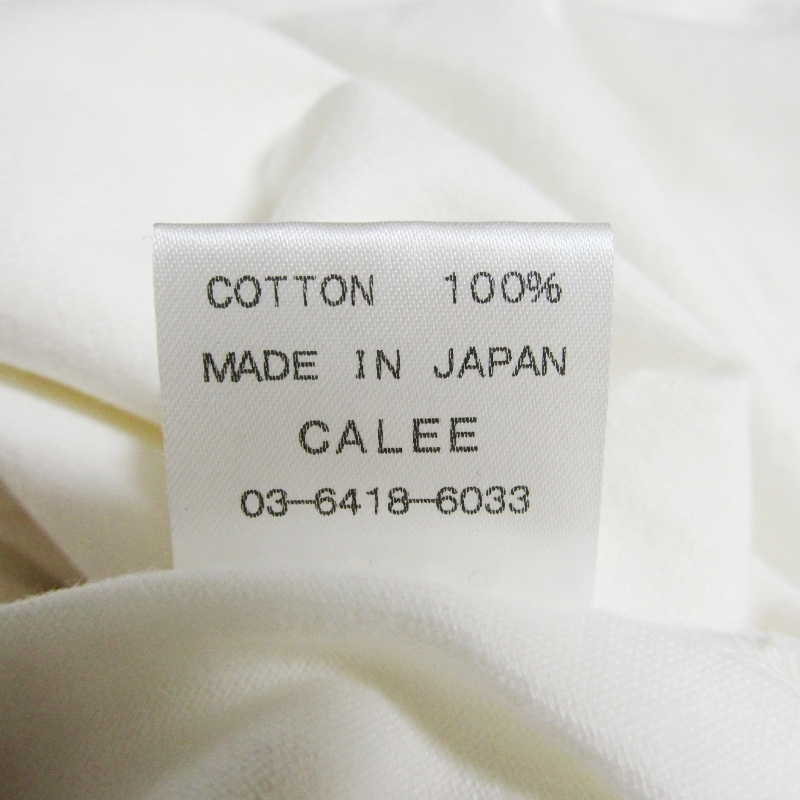 COTTON 100%
MADE IN JAPAN
CALEE
03-6418-6033